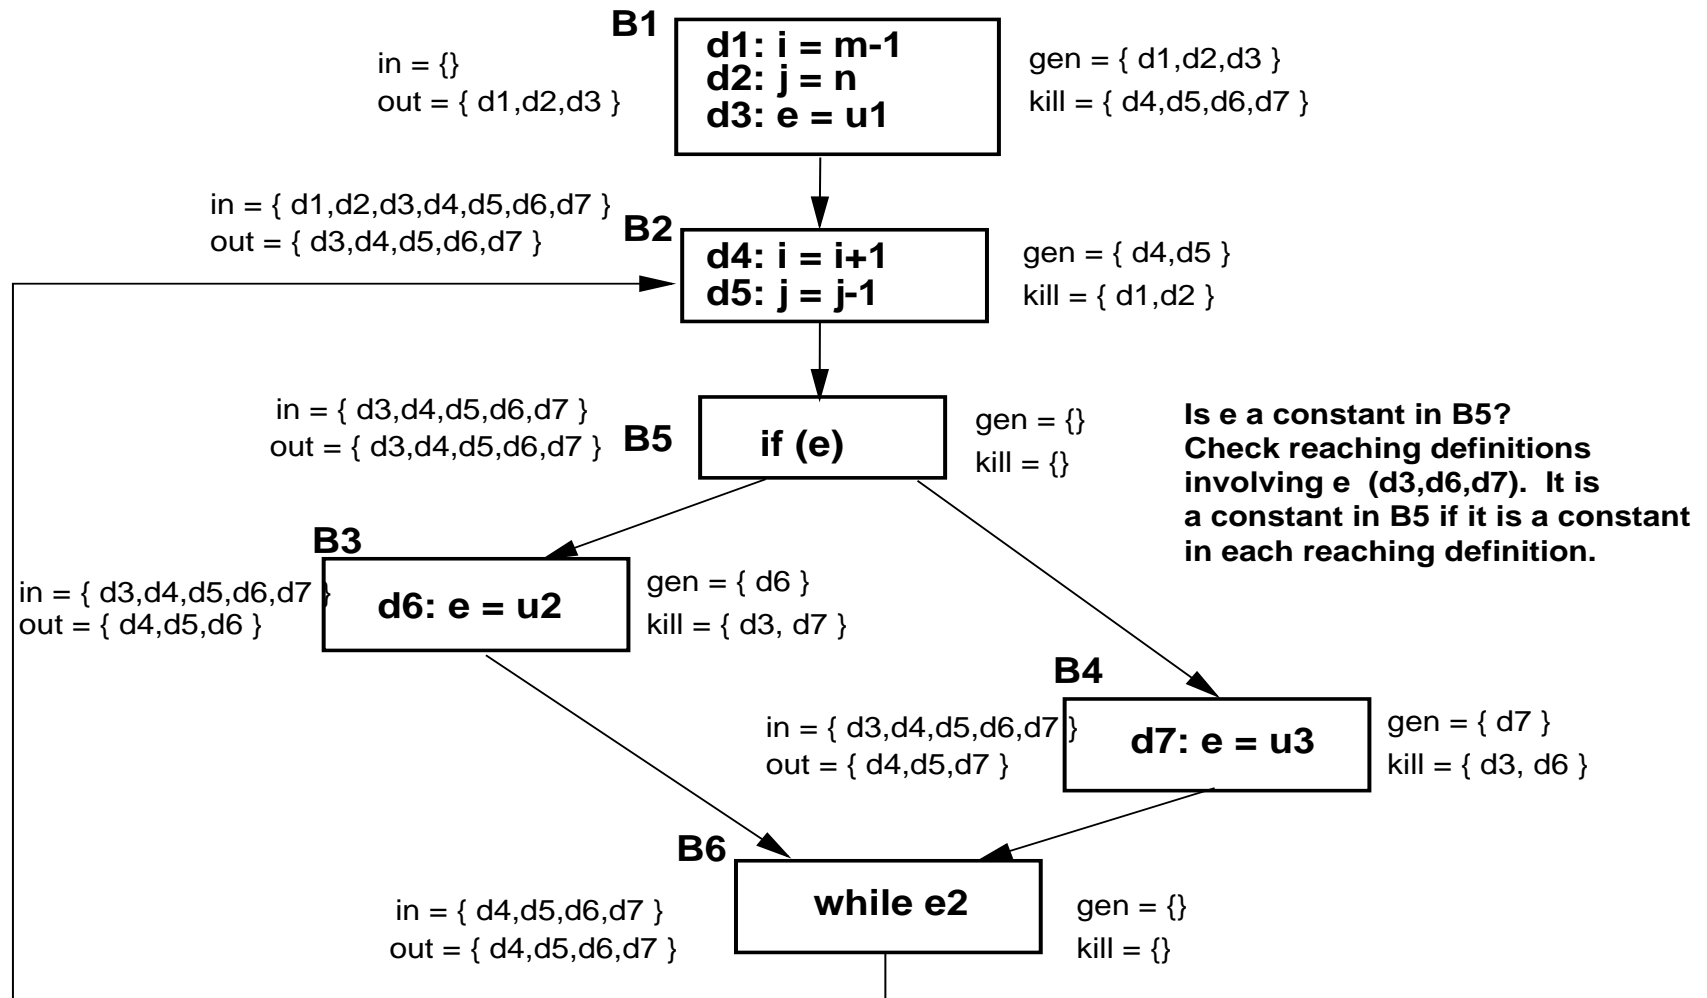 B1
d1: i = m-1
d2: j = n
d3: e = u1
in = {}
out = { d1,d2,d3 }
gen = { d1,d2,d3 }
kill = { d4,d5,d6,d7 }
in = { d1,d2,d3,d4,d5,d6,d7 }
out = { d3,d4,d5,d6,d7 }
B2
d4: i = i+1
d5: j = j-1
gen = { d4,d5 }
kill = { d1,d2 }
in = { d3,d4,d5,d6,d7 }
out = { d3,d4,d5,d6,d7 }
B5
if (e)
gen = {}
kill = {}
Is e a constant in B5?
Check reaching definitions
involving e (d3,d6,d7). It is
a constant in B5 if it is a constant
in each reaching definition.
B3
in = { d3,d4,d5,d6,d7 }
out = { d4,d5,d6 }
d6: e = u2
gen = { d6 }
kill = { d3, d7 }
B4
in = { d3,d4,d5,d6,d7 }
out = { d4,d5,d7 }
d7: e = u3
gen = { d7 }
kill = { d3, d6 }
B6
in = { d4,d5,d6,d7 }
out = { d4,d5,d6,d7 }
while e2
gen = {}
kill = {}